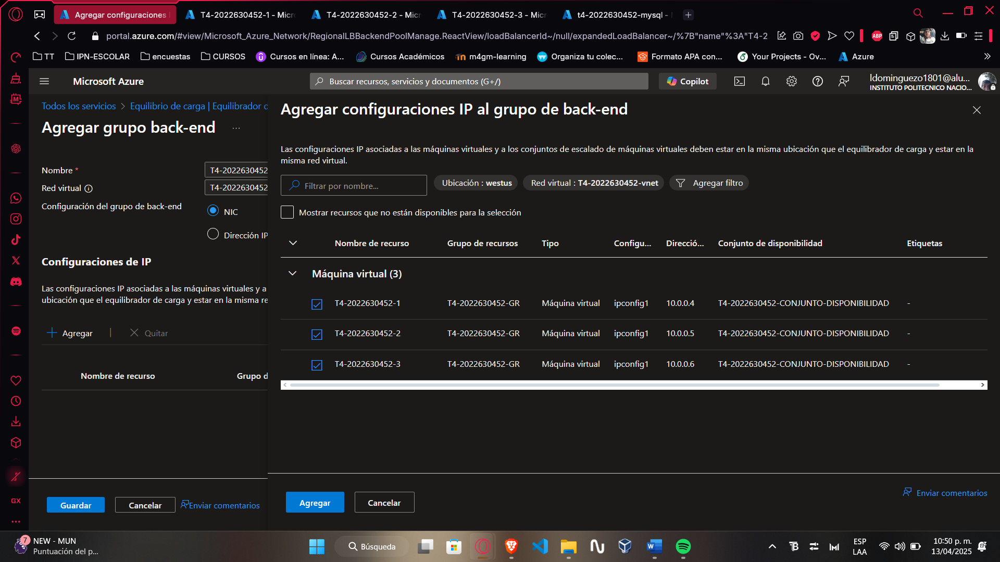 Agregar configuraciones
T4-2022630452-1 - Micro
T4-2022630452-2 - Micr
T4-2022630452-3 - Micr
t4-2022630452-mysql -
portal.azure.com/#view/Microsoft_Azure_Network/RegionalLBBackendPoolManage.ReactView/loadBalancerId~/null/expandedLoadBalancer~/%7B"name"%3A"T4-2
ABP
TT
IPN-ESCOLAR
encuestas
CURSOS
Cursos en línea: A...
Cursos Académicos
m4gm-learning
Organiza tu colec...
Formato APA con...
Your Projects - Ov...
Azure
Microsoft Azure
Buscar recursos, servicios y documentos (G+/)
Copilot
ldominguezo1801@alu...
INSTITUTO POLITECNICO NACIO...
Todos los servicios > Equilibrio de carga | Equilibrador d
Agregar grupo back-end ...
Nombre *
T4-2022630452
Red virtual
T4-2022630452
Configuración del grupo de back-end
NIC
Dirección IP
Configuraciones de IP
Las configuraciones IP asociadas a las máquinas virtuales y a
ubicación que el equilibrador de carga y estar en la misma re
Agregar
Quitar
Nombre de recurso
Grupo d
Guardar
Cancelar
Enviar comentarios
Agregar configuraciones IP al grupo de back-end
Las configuraciones IP asociadas a las máquinas virtuales y a los conjuntos de escalado de máquinas virtuales deben estar en la misma ubicación que el equilibrador de carga y estar en la
misma red virtual.
Filtrar por nombre...
Ubicación : westus
Red virtual : T4-2022630452-vnet
Agregar filtro
Mostrar recursos que no están disponibles para la selección
Nombre de recurso Grupo de recursos Tipo Configu... Direcció... Conjunto de disponibilidad Etiquetas
Máquina virtual (3)
T4-2022630452-1 T4-2022630452-GR Máquina virtual ipconfig1 10.0.0.4 T4-2022630452-CONJUNTO-DISPONIBILIDAD -
T4-2022630452-2 T4-2022630452-GR Máquina virtual ipconfig1 10.0.0.5 T4-2022630452-CONJUNTO-DISPONIBILIDAD -
T4-2022630452-3 T4-2022630452-GR Máquina virtual ipconfig1 10.0.0.6 T4-2022630452-CONJUNTO-DISPONIBILIDAD -
Enviar comentarios
Agregar
Cancelar
GX
7
NEW - MUN
Puntuación del p...
Búsqueda
ESP
LAA
10:50 p. m.
13/04/2025